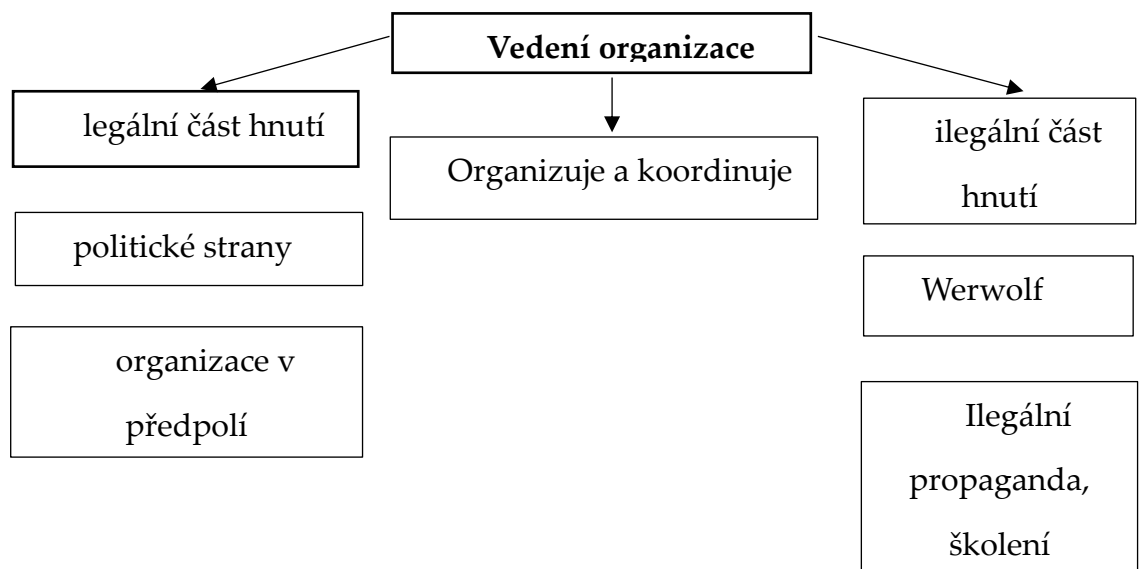 Vedení organizace
legální část hnutí
politické strany
organizace v
předpolí
Organizuje a koordinuje
ilegální část
hnutí
Werwolf
Ilegální
propaganda,
školení